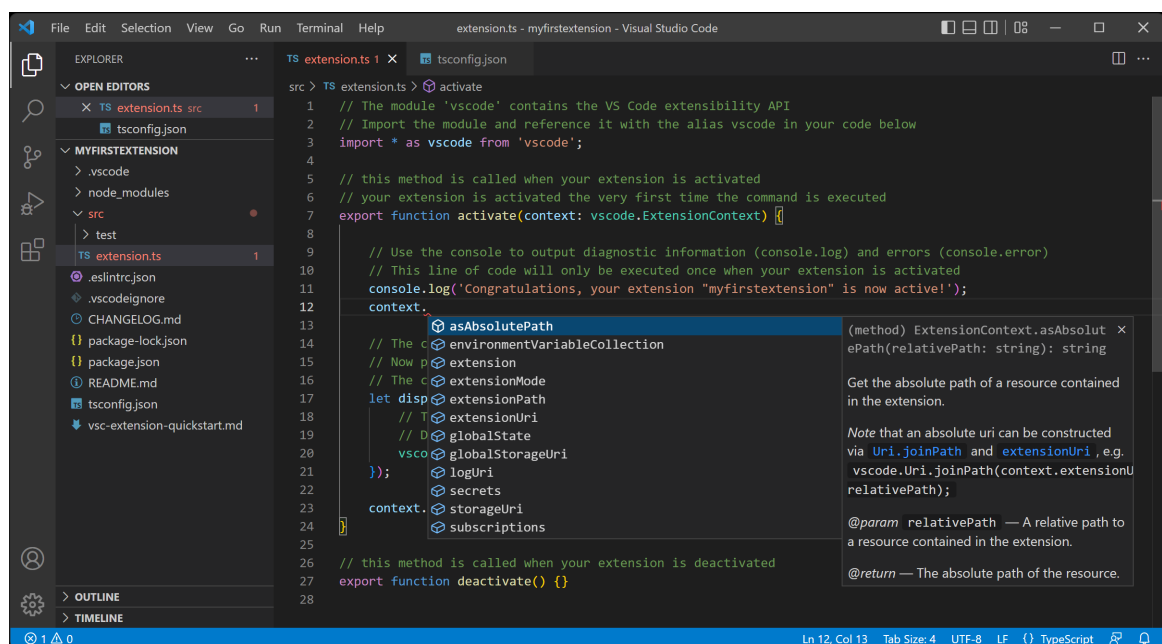 File Edit Selection View Go Run Terminal Help extension.ts - myfirstextension - Visual Studio Code
EXPLORER ...
OPEN EDITORS
TS extension.ts src 1
tsconfig.json
MYFIRSTEXTENSION
.vscode
node_modules
src
test
TS extension.ts 1
.eslintrc.json
.vscodeignore
CHANGELOG.md
{} package-lock.json
{} package.json
README.md
TS tsconfig.json
vsc-extension-quickstart.md
OUTLINE
TIMELINE
TS extension.ts 1 tsconfig.json ...
src > TS extension.ts > activate
1 // The module 'vscode' contains the VS Code extensibility API
2 // Import the module and reference it with the alias vscode in your code below
3 import * as vscode from 'vscode';
4
5 // this method is called when your extension is activated
6 // your extension is activated the very first time the command is executed
7 export function activate(context: vscode.ExtensionContext) {
8
9 // Use the console to output diagnostic information (console.log) and errors (console.error)
10 // This line of code will only be executed once when your extension is activated
11 console.log('Congratulations, your extension "myfirstextension" is now active!');
12 context.
13
14 // The c
15 // Now p
16 // The c
17 let disp
18 // T
19 // D
20 vsco
21 });
22
23 context.
24 }
25
26 // this method is called when your extension is deactivated
27 export function deactivate() {}
28
asAbsolutePath
environmentVariableCollection
extension
extensionMode
extensionPath
extensionUri
globalState
globalStorageUri
logUri
secrets
storageUri
subscriptions
(method) ExtensionContext.asAbsolut
ePath(relativePath: string): string
Get the absolute path of a resource contained
in the extension.
Note that an absolute uri can be constructed
via Uri.joinPath and extensionUri, e.g.
vscode.Uri.joinPath(context.extensionU
relativePath);
@param relativePath — A relative path to
a resource contained in the extension.
@return — The absolute path of the resource.
1 0 Ln 12, Col 13 Tab Size: 4 UTF-8 LF {} TypeScript